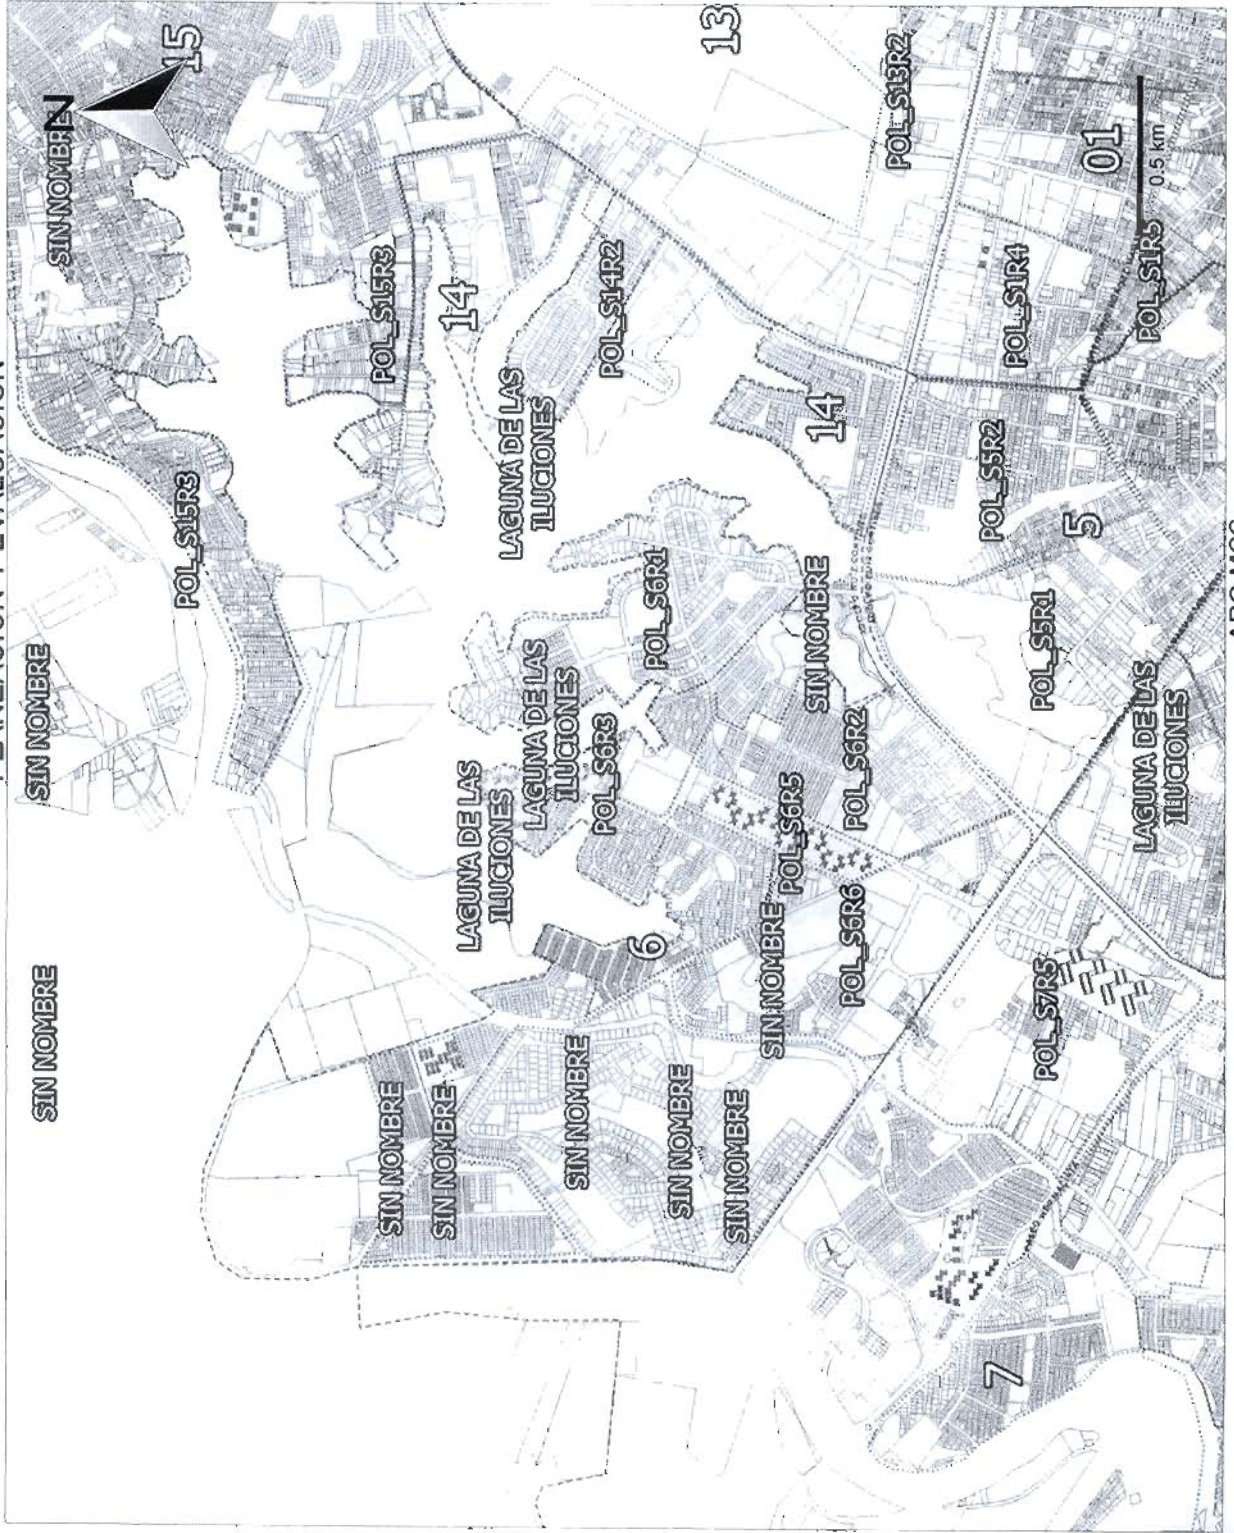 SIN NOMBRE
SIN NOMBRE
SIN NOMBRE
N
POL_S15R3
15
SIN NOMBRE
POL_S15R3
SIN NOMBRE
14
LAGUNA DE LAS
ILUCIONES
LAGUNA DE LAS
ILUCIONES
LAGUNA DE LAS
ILUCIONES
SIN NOMBRE
POL_S6R3
POL_S14R2
6
POL_S6R1
SIN NOMBRE
13
SIN NOMBRE
SIN NOMBRE
POL_S6R5
SIN NOMBRE
14
POL_S6R6
POL_S6R2
POL_S13R2
7
POL_S5R2
POL_S1R4
POL_S7R5
POL_S5R1
5
01
LAGUNA DE LAS
ILUCIONES
POL_S1R5
0.5 km